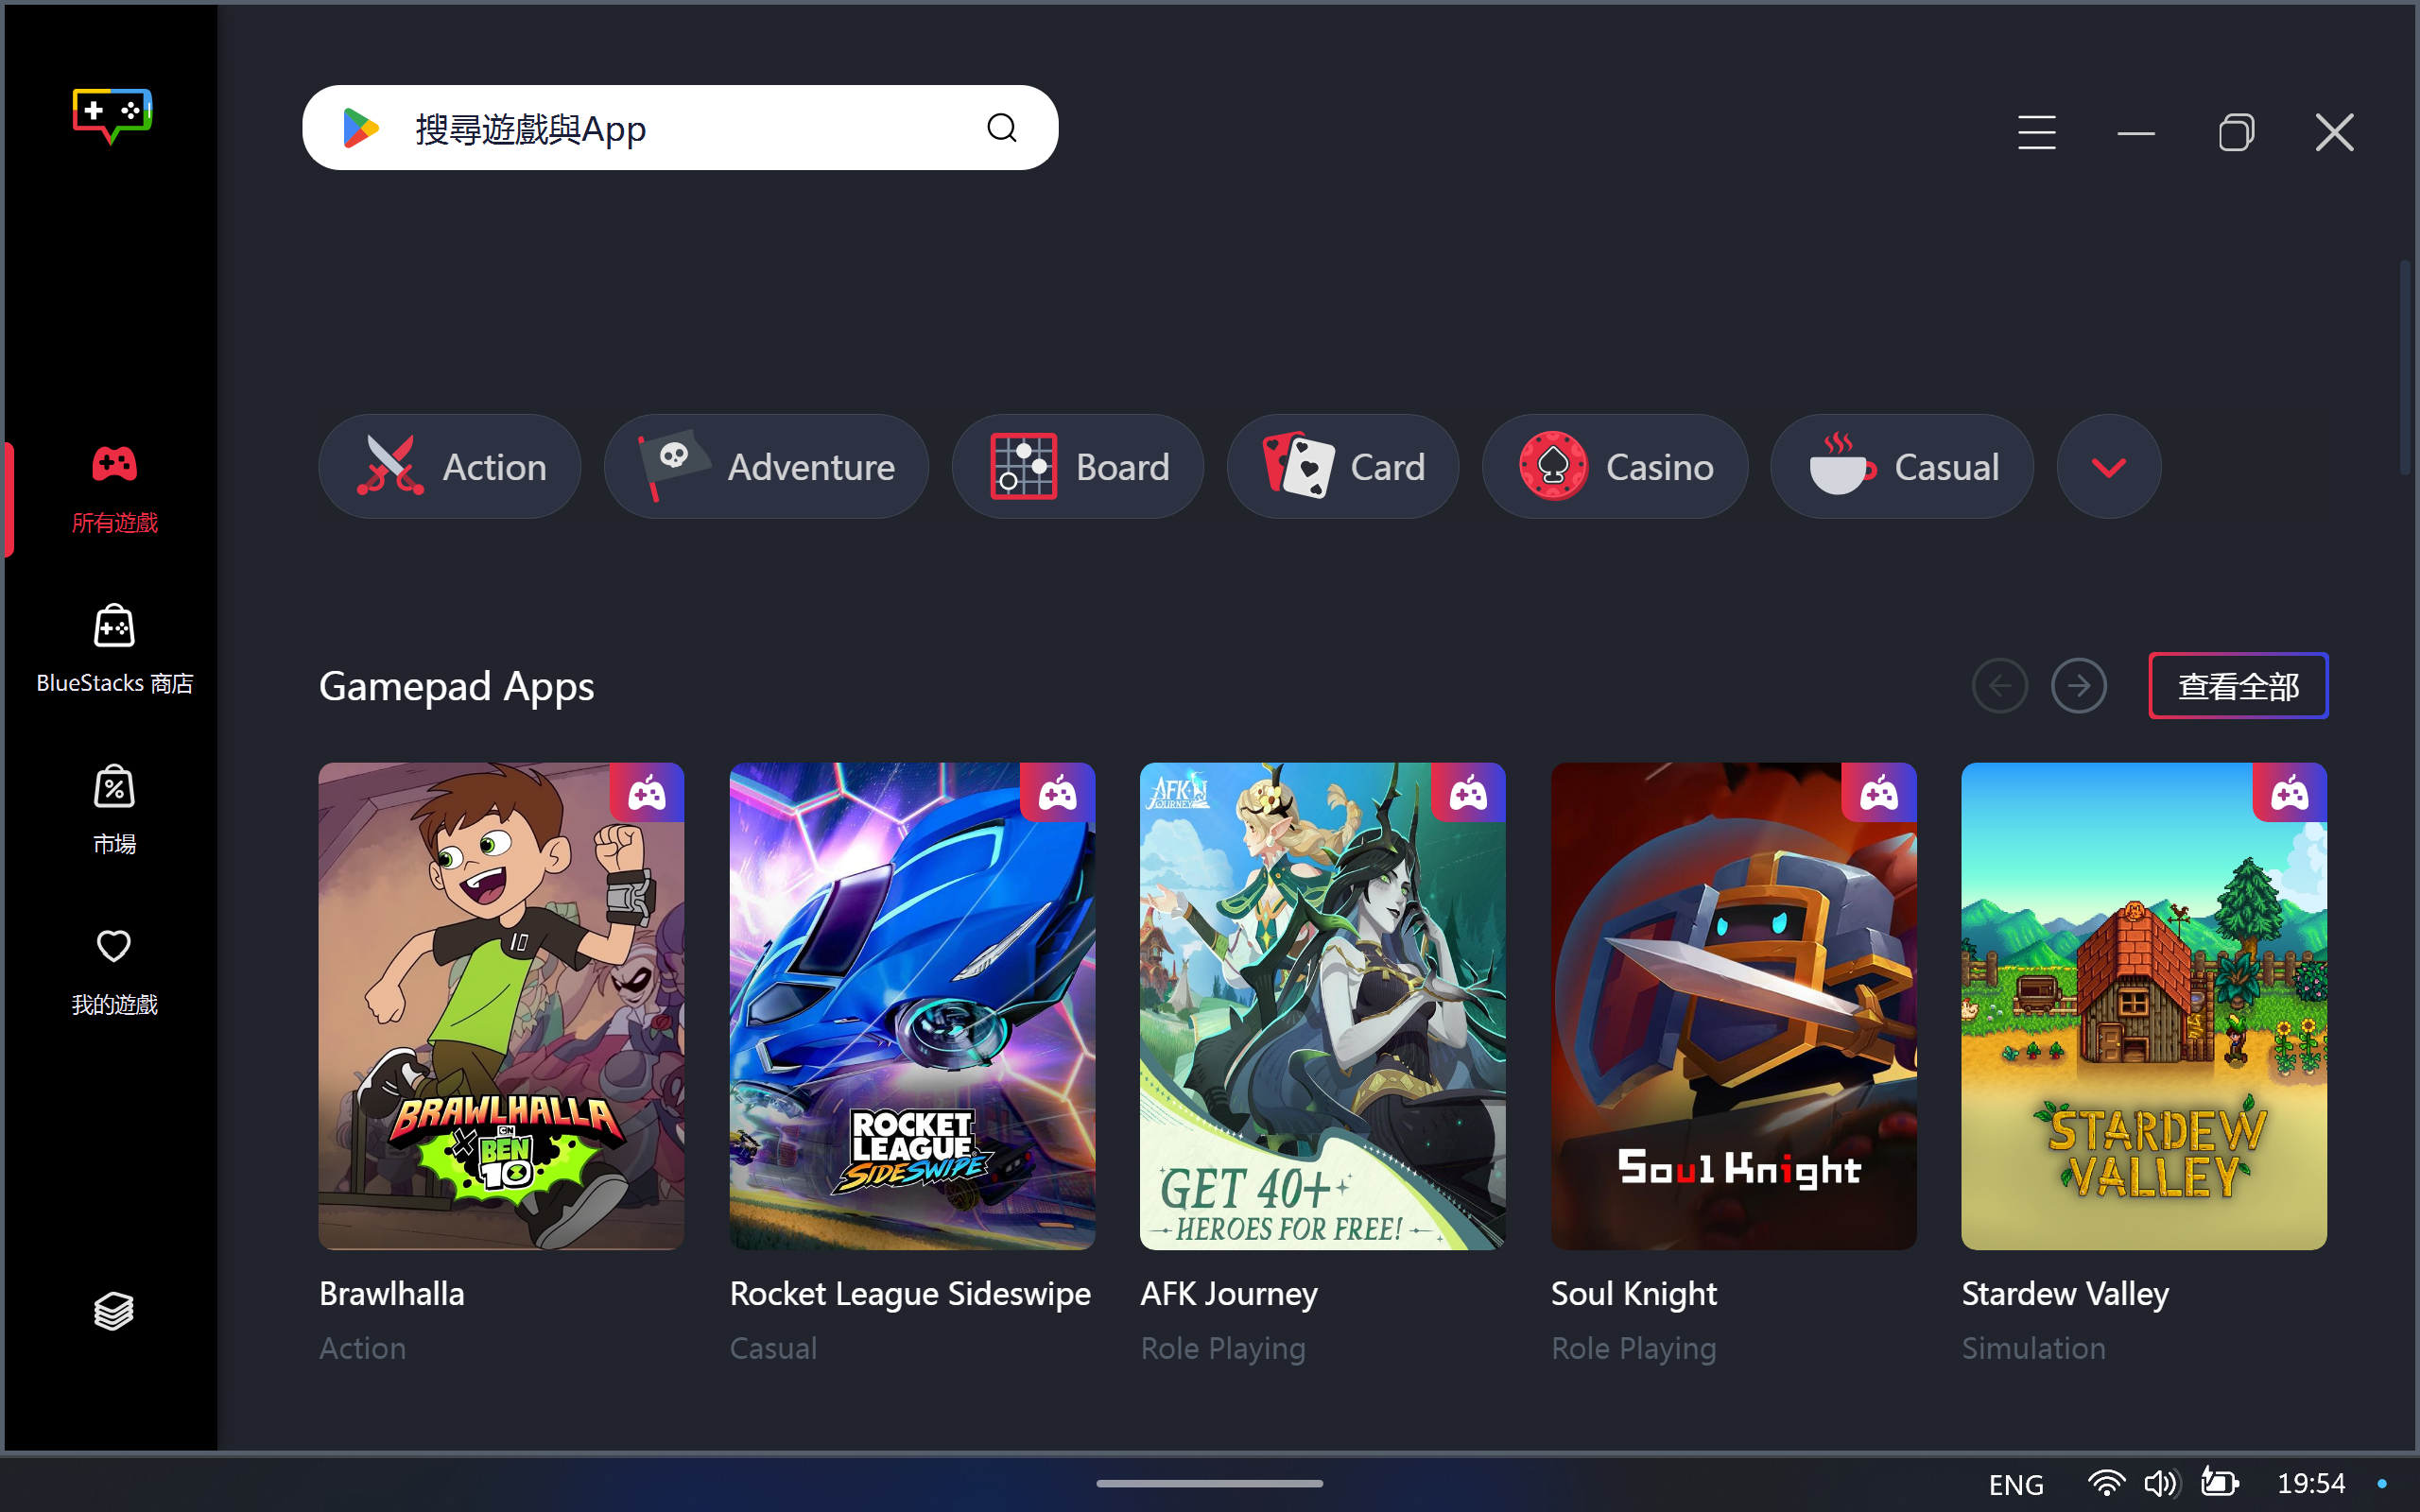 搜尋遊戲與App
所有遊戲
BlueStacks 商店
市場
我的遊戲
Action
Adventure
Board
Card
Casino
Casual
Gamepad Apps
查看全部
10
BRAWLHALLA
X
CN
BEN
10
ROCKET
LEAGUE
SIDESWIPE
AFK
JOURNEY
GET 40+
HEROES FOR FREE!
Soul Knight
STARDEW
VALLEY
Brawlhalla
Action
Rocket League Sideswipe
Casual
AFK Journey
Role Playing
Soul Knight
Role Playing
Stardew Valley
Simulation
ENG
19:54